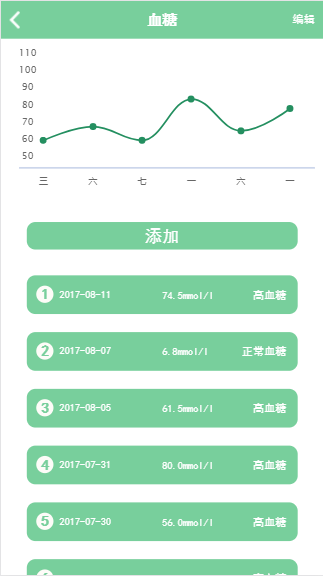 血糖 编辑
110
100
90
80
70
60
50
三 六 七 一 六 一
添加
1 2017-08-11 74.5mmol/l 高血糖
2 2017-08-07 6.8mmol/l 正常血糖
3 2017-08-05 61.5mmol/l 高血糖
4 2017-07-31 80.0mmol/l 高血糖
5 2017-07-30 56.0mmol/l 高血糖